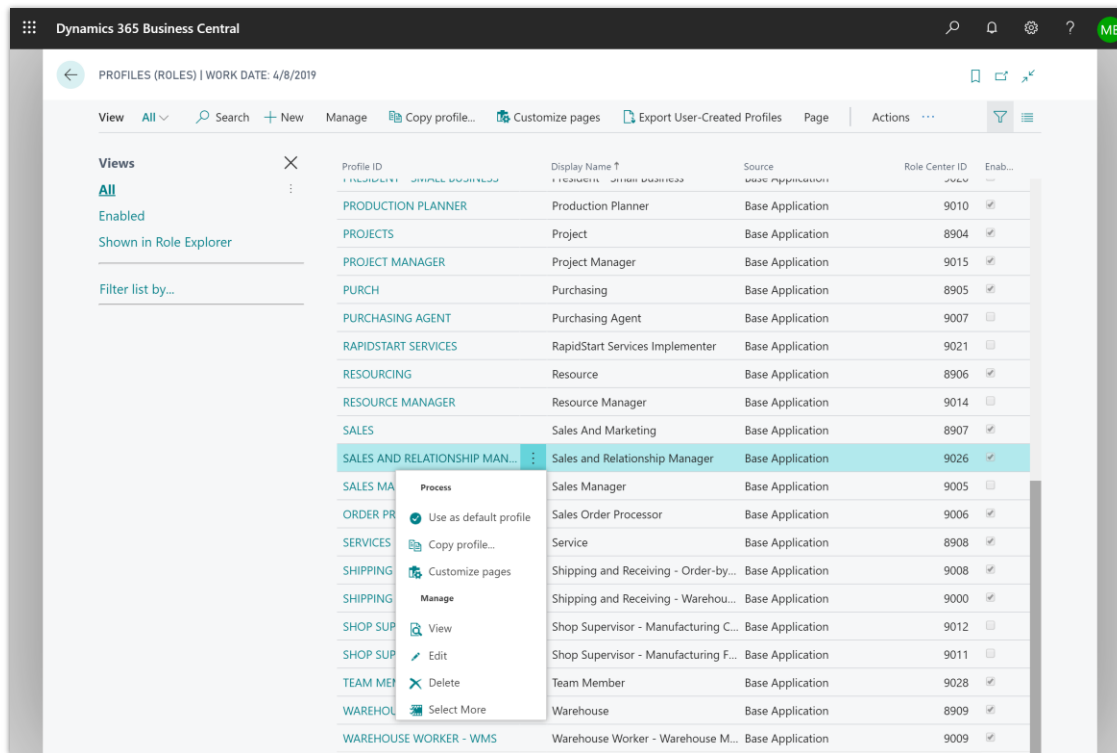 Dynamics 365 Business Central
?
PROFILES (ROLES) | WORK DATE: 4/8/2019
View All Search + New Manage Copy profile... Customize pages Export User-Created Profiles Page Actions ...
Views
All
Enabled
Shown in Role Explorer
Filter list by...
Profile ID Display Name ↑ Source Role Center ID Enab...
PRESIDENT - SMALL BUSINESS President - Small Business Base Application 9020
PRODUCTION PLANNER Production Planner Base Application 9010
PROJECTS Project Base Application 8904
PROJECT MANAGER Project Manager Base Application 9015
PURCH Purchasing Base Application 8905
PURCHASING AGENT Purchasing Agent Base Application 9007
RAPIDSTART SERVICES RapidStart Services Implementer Base Application 9021
RESOURCING Resource Base Application 8906
RESOURCE MANAGER Resource Manager Base Application 9014
SALES Sales And Marketing Base Application 8907
SALES AND RELATIONSHIP MAN... Sales and Relationship Manager Base Application 9026
SALES MA Sales Manager Base Application 9005
ORDER PR Sales Order Processor Base Application 9006
SERVICES Service Base Application 8908
SHIPPING Shipping and Receiving - Order-by... Base Application 9008
SHIPPING Shipping and Receiving - Warehou... Base Application 9000
SHOP SUP Shop Supervisor - Manufacturing C... Base Application 9012
SHOP SUP Shop Supervisor - Manufacturing F... Base Application 9011
TEAM MEM Team Member Base Application 9028
WAREHOU Warehouse Base Application 8909
WAREHOUSE WORKER - WMS Warehouse Worker - Warehouse M... Base Application 9009
Process
Use as default profile
Copy profile...
Customize pages
Manage
View
Edit
Delete
Select More